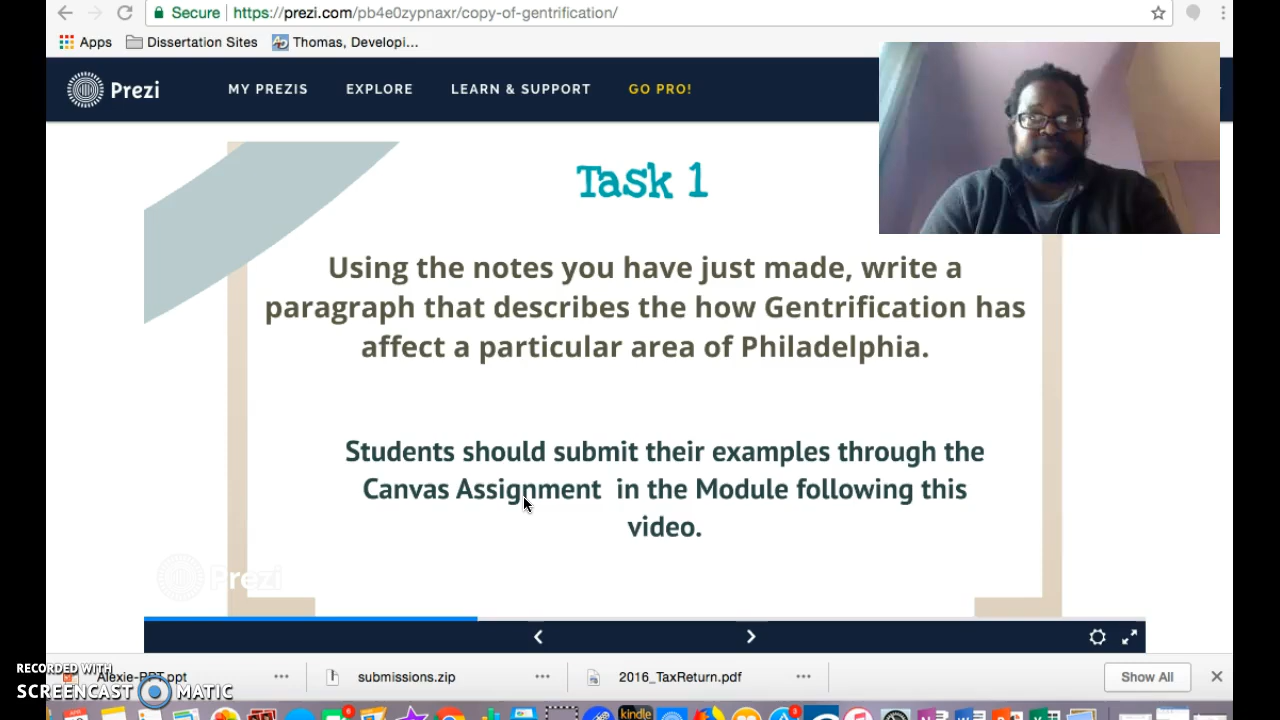 Secure https://prezi.com/pb4e0zypnaxr/copy-of-gentrification/
Apps Dissertation Sites Thomas, Developi...
Prezi MY PREZIS EXPLORE LEARN & SUPPORT GO PRO!
Task 1
Using the notes you have just made, write a
paragraph that describes the how Gentrification has
affect a particular area of Philadelphia.
Students should submit their examples through the
Canvas Assignment in the Module following this
video.
Prezi
Alexie-PPT.ppt submissions.zip 2016_TaxReturn.pdf Show All
RECORDED WITH
SCREENCAST MATIC
kindle